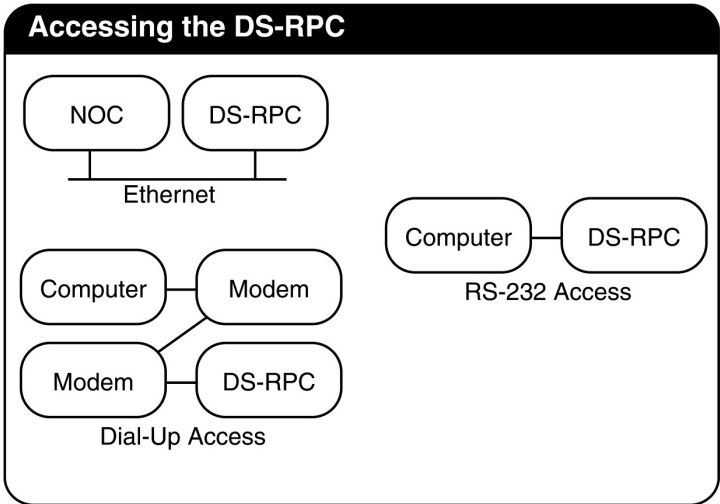 Accessing the DS-RPC
NOC
DS-RPC
Ethernet
Computer
Modem
Modem
DS-RPC
Dial-Up Access
Computer
DS-RPC
RS-232 Access